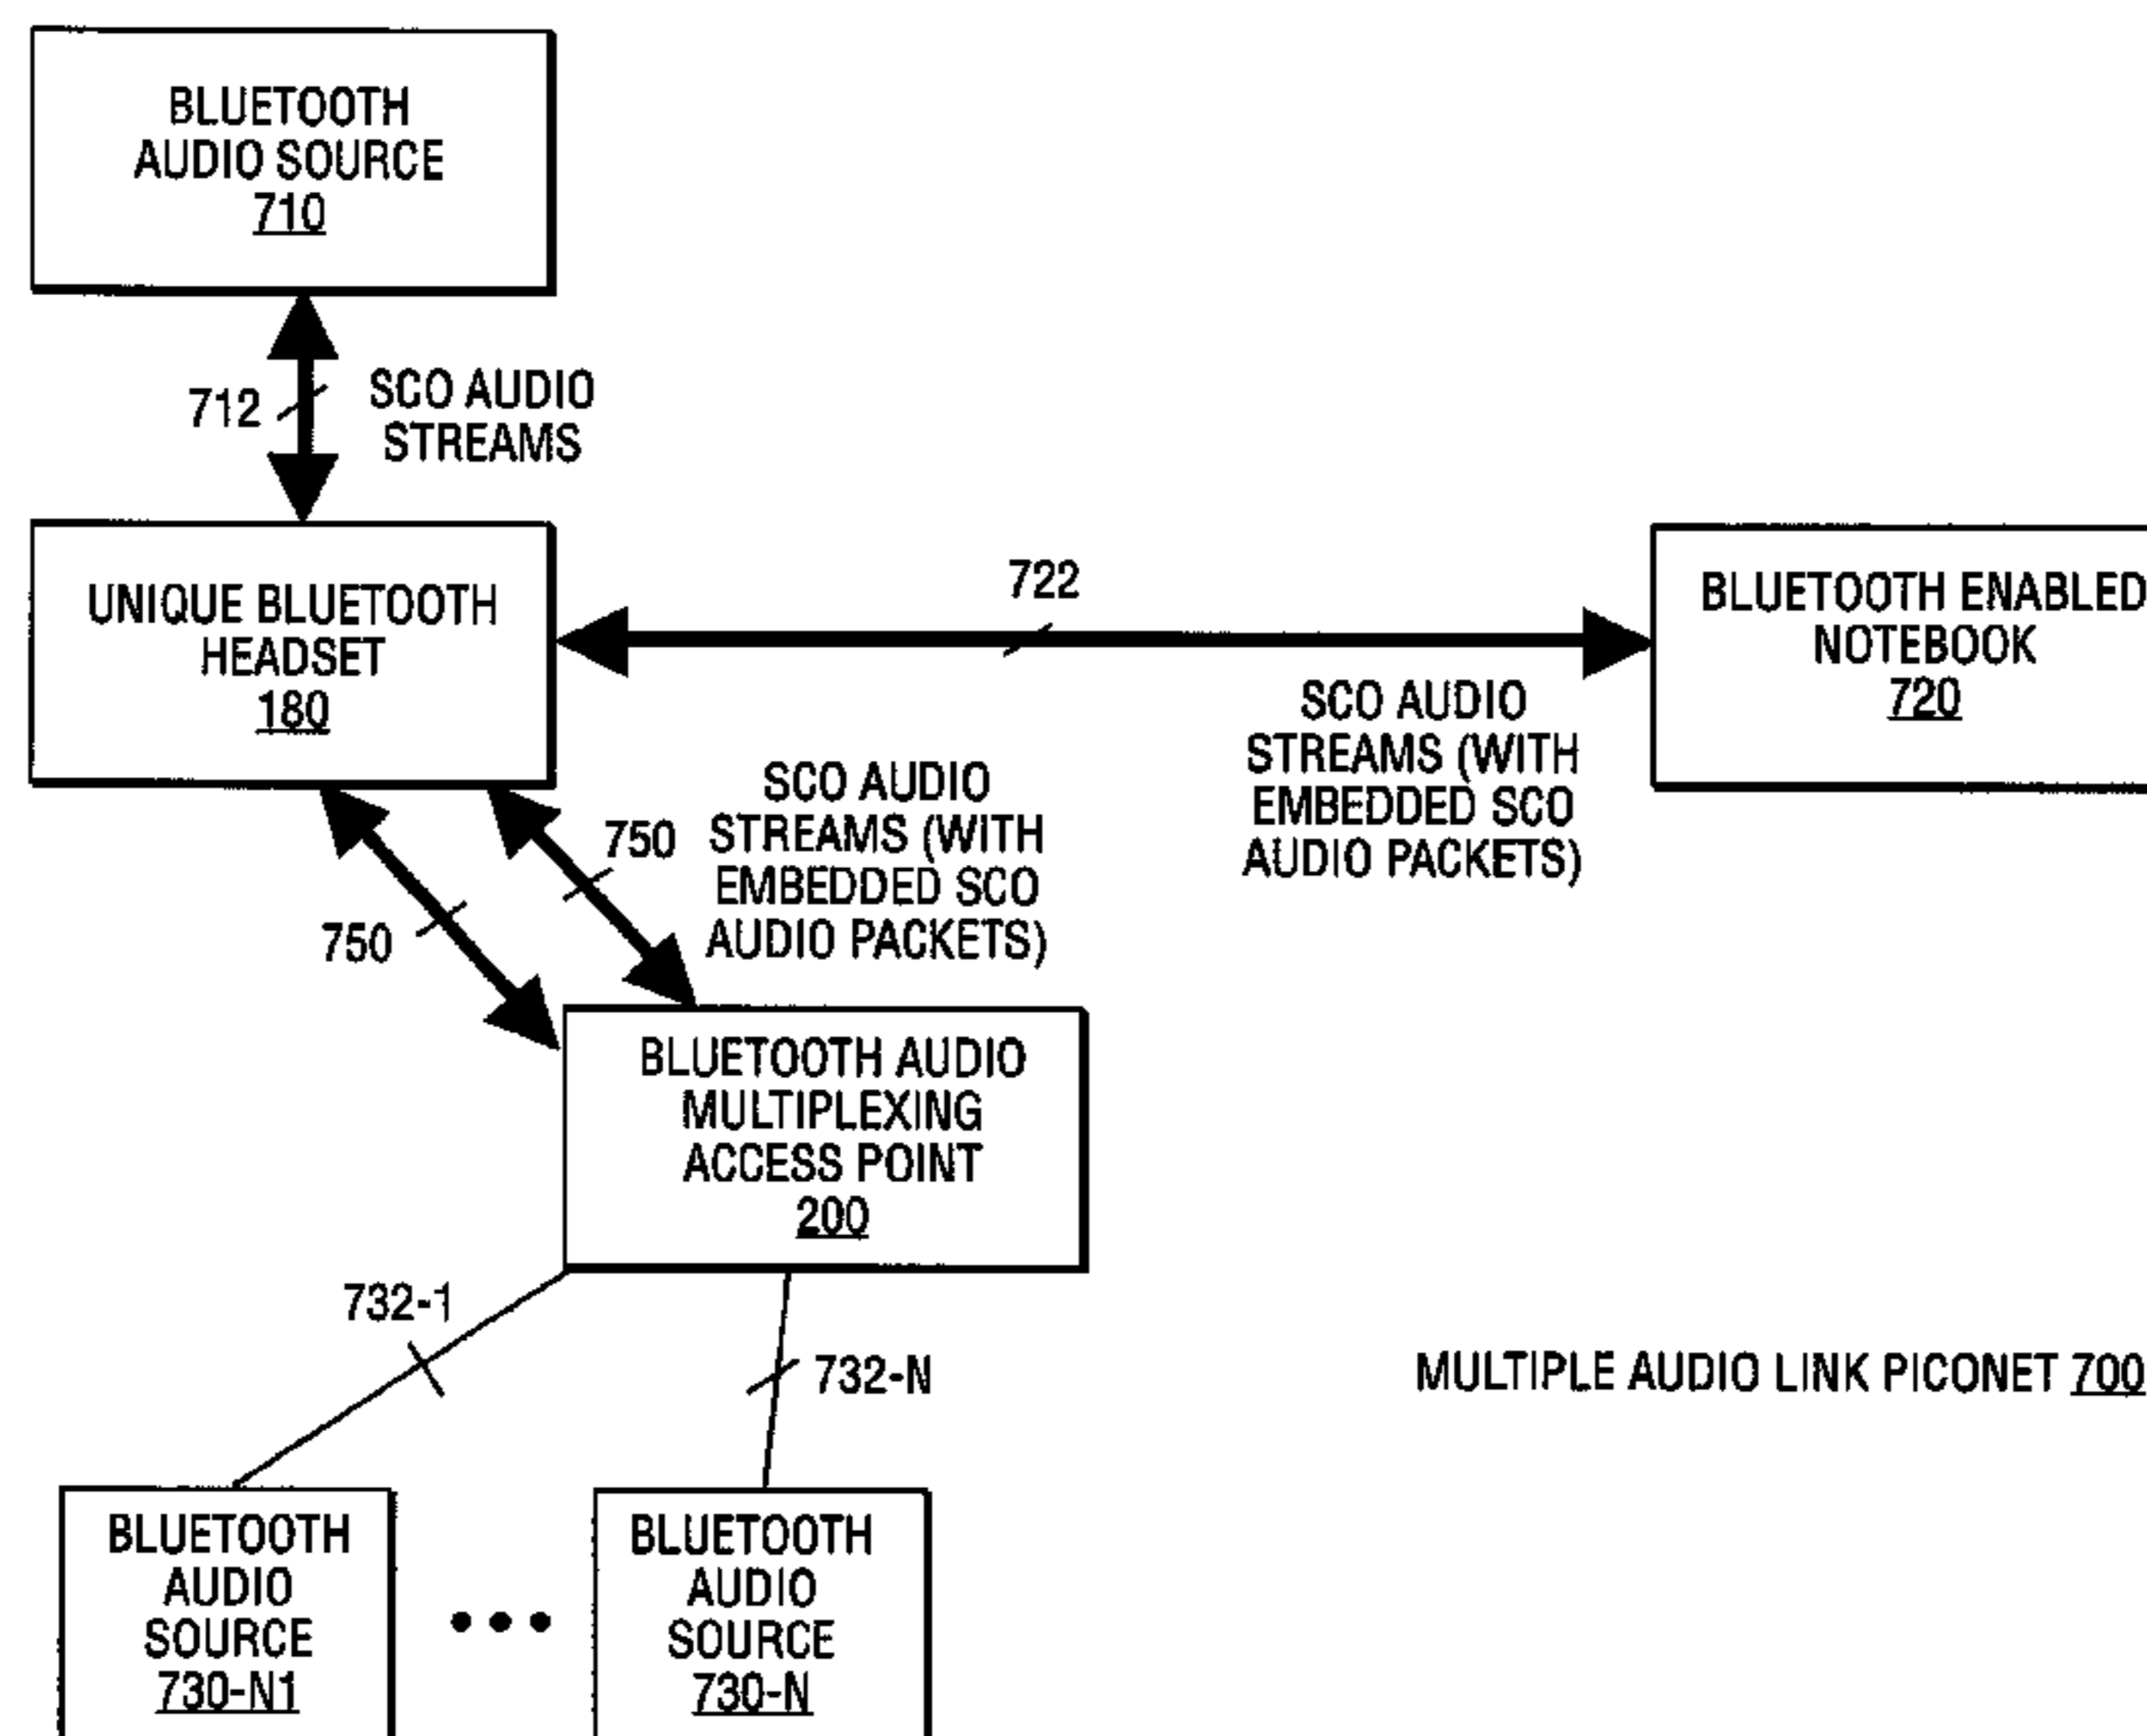 BLUETOOTH
AUDIO SOURCE
710
712
SCO AUDIO
STREAMS
UNIQUE BLUETOOTH
HEADSET
180
722
BLUETOOTH ENABLED
NOTEBOOK
720
SCO AUDIO
STREAMS (WITH
EMBEDDED SCO
AUDIO PACKETS)
750
750
SCO AUDIO
STREAMS (WITH
EMBEDDED SCO
AUDIO PACKETS)
BLUETOOTH AUDIO
MULTIPLEXING
ACCESS POINT
200
732-1
732-N
MULTIPLE AUDIO LINK PICONET 700
BLUETOOTH
AUDIO
SOURCE
730-N1
BLUETOOTH
AUDIO
SOURCE
730-N